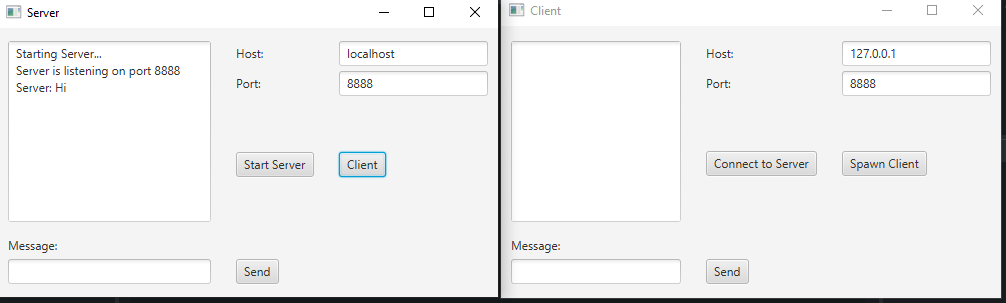 Server
Starting Server...
Server is listening on port 8888
Server: Hi
Host:
localhost
Port:
8888
Start Server
Client
Message:
Send
Client
Host:
127.0.0.1
Port:
8888
Connect to Server
Spawn Client
Message:
Send